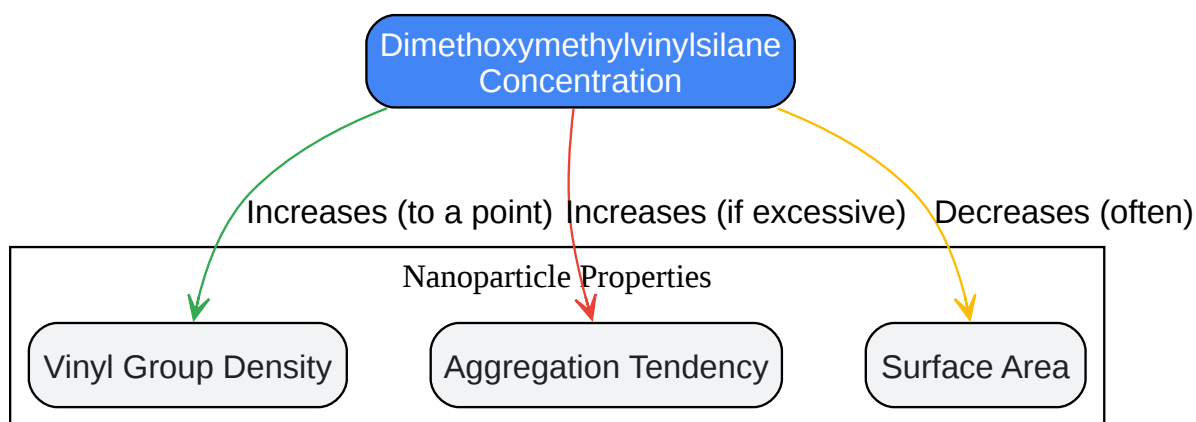 Dimethoxymethylvinylsilane
Concentration
Increases (to a point)
Increases (if excessive)
Decreases (often)
Nanoparticle Properties
Vinyl Group Density
Aggregation Tendency
Surface Area